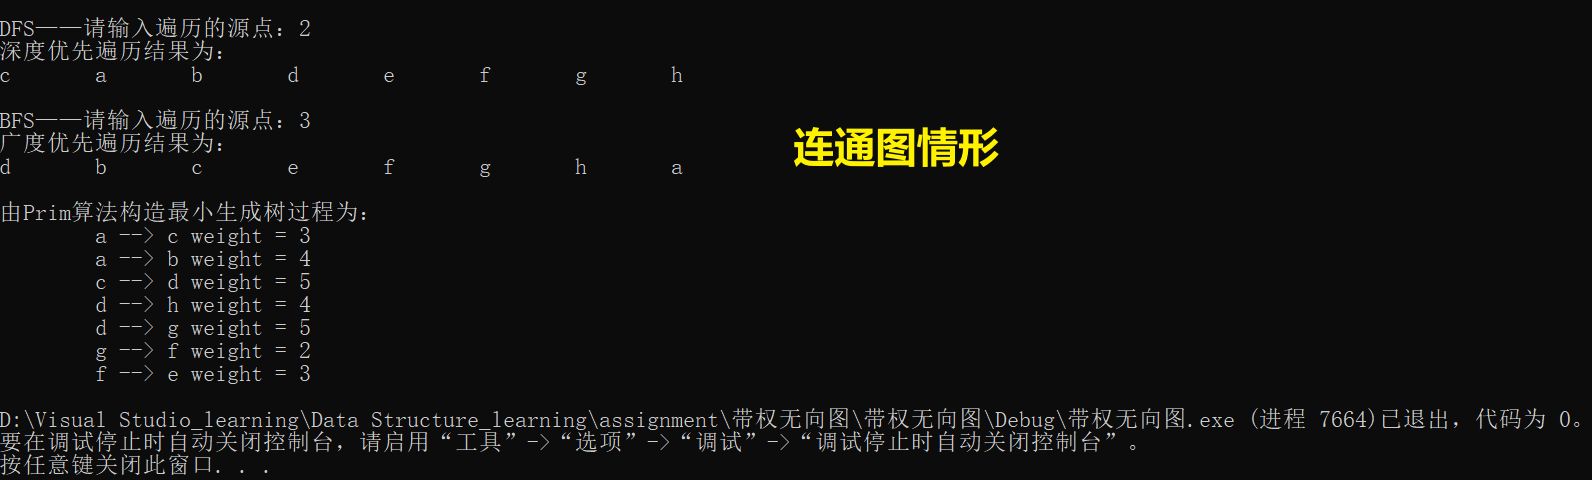 DFS——请输入遍历的源点：2
深度优先遍历结果为：
c a b d e f g h
BFS——请输入遍历的源点：3
广度优先遍历结果为：
连通图情形
d b c e f g h a
由Prim算法构造最小生成树过程为：
a --> c weight = 3
a --> b weight = 4
c --> d weight = 5
d --> h weight = 4
d --> g weight = 5
g --> f weight = 2
f --> e weight = 3
D:\Visual Studio_learning\Data Structure_learning\assignment\带权无向图\带权无向图\Debug\带权无向图.exe (进程 7664)已退出，代码为 0。
要在调试停止时自动关闭控制台，请启用“工具”->“选项”->“调试”->“调试停止时自动关闭控制台”。
按任意键关闭此窗口. . .